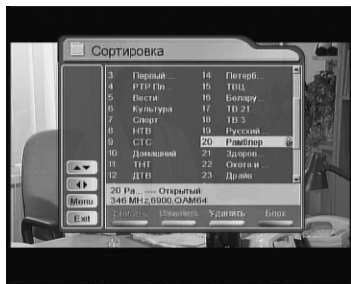 Сортировка
3 Первый...
4 РТР Пл...
5 Вести
6 Культура
7 Спорт
8 НТВ
9 СТС
10 Домашний
11 ТНТ
12 ДТВ
14 Петерб...
15 ТВЦ
16 Белару...
17 ТВ 21
18 ТВ 3
19 Русский
20 Рамблер
21 Здоров...
22 Охота и ...
23 Драйв
Menu
Exit
20 Ра... ---- Открытый
346 MHz,6900,QAM64
Изменить Удалить Блок